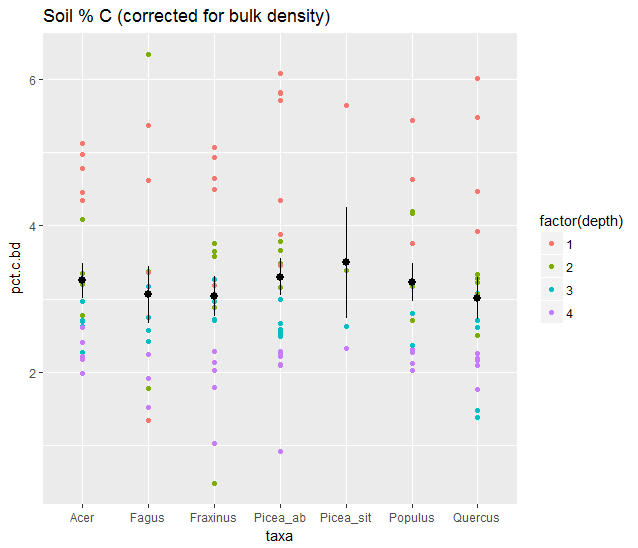 Soil % C (corrected for bulk density)
6
4
2
pct.c.bd
Acer
Fagus
Fraxinus
Picea_ab
Picea_sit
Populus
Quercus
taxa
factor(depth)
1
2
3
4